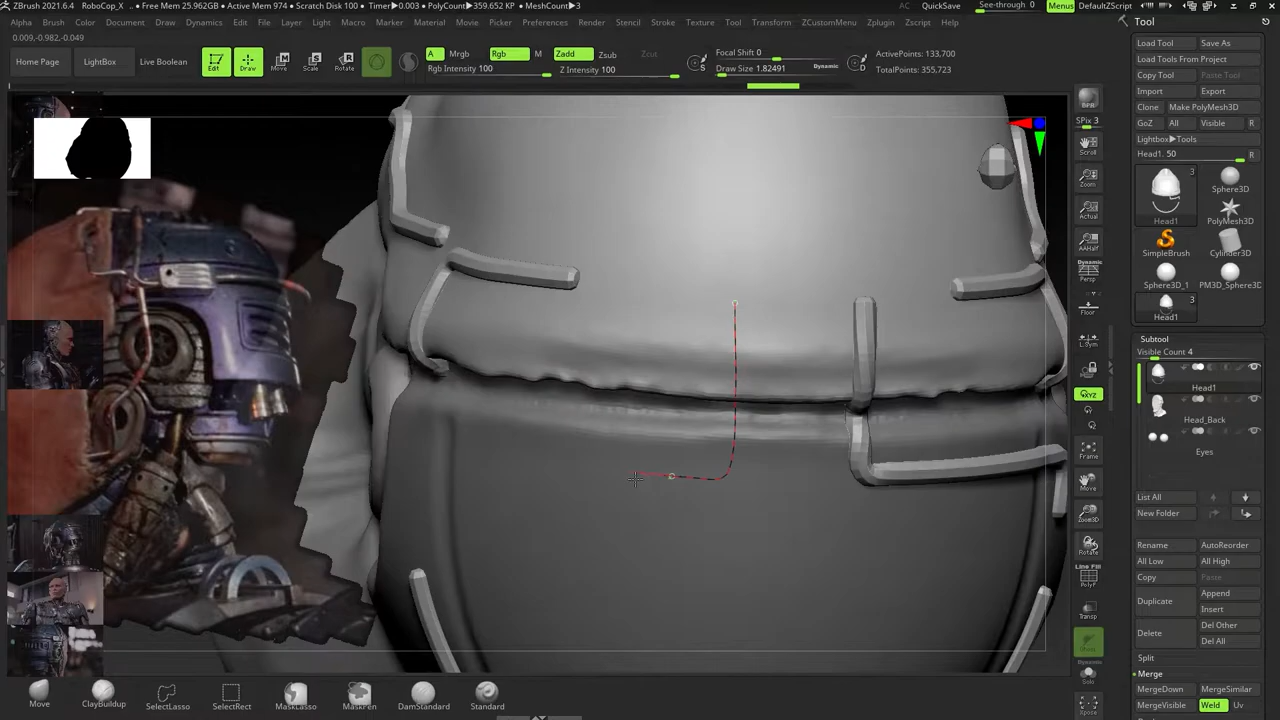 ZBrush 2021.6.4 RoboCop_X .. • Free Mem 25.962GB • Active Mem 974 • Scratch Disk 100 • Timer▶0.003 • PolyCount▶359.652 KP • MeshCount▶3 AC QuickSave See-through 0 Menus DefaultZScript
Alpha Brush Color Document Draw Dynamics Edit File Layer Light Macro Marker Material Movie Picker Preferences Render Stencil Stroke Texture Tool Transform ZCustomMenu Zplugin Zscript Help
Tool
0.009,-0.982,-0.049
Home Page LightBox Live Boolean Edit Draw Move Scale Rotate A Mrgb Rgb M Zadd Zsub Zcut
Rgb Intensity 100 Z Intensity 100
Focal Shift 0
Draw Size 1.82491 Dynamic
S D
ActivePoints: 133,700
TotalPoints: 355,723
Load Tool Save As
Load Tools From Project
Copy Tool Paste Tool
Import Export
Clone Make PolyMesh3D
GoZ All Visible R
Lightbox▶Tools
Head1. 50 R
3
Head1
Sphere3D
PolyMesh3D
SimpleBrush
Cylinder3D
Sphere3D_1
PM3D_Sphere3D
3
Head1
Subtool
Visible Count 4
Head1
Head_Back
Eyes
List All
New Folder
Rename AutoReorder
All Low All High
Copy Paste
Duplicate Append
Insert
Delete Del Other
Del All
Split
Merge
MergeDown MergeSimilar
MergeVisible Weld Uv
BPR
SPix 3
Scroll
Zoom
Actual
AAHalf
Dynamic
Persp
Floor
L.Sym
XYZ
Frame
Move
Zoom3D
Rotate
Line Fill
PolyF
Transp
Dynamic
Solo
Xpose
Move ClayBuildup SelectLasso SelectRect MaskLasso MaskPen DamStandard Standard